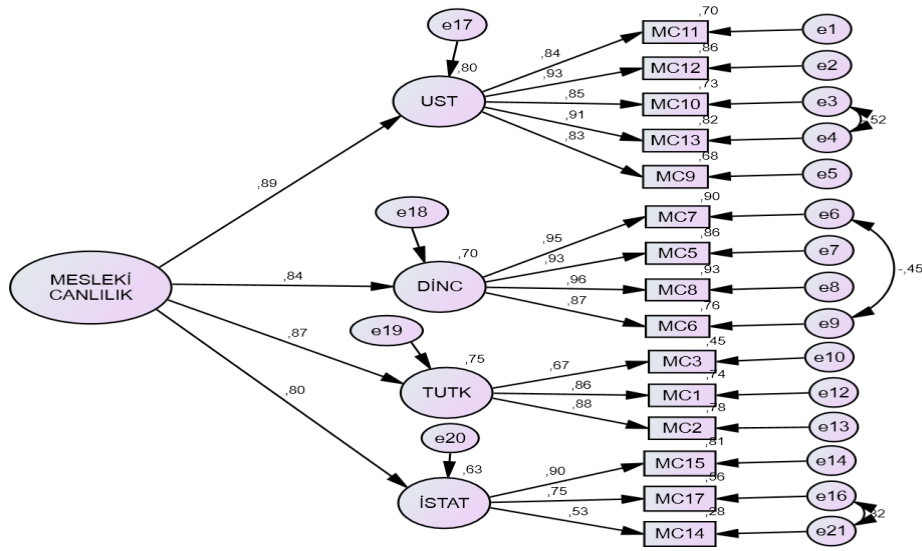 e17
,80
UST
,84
,93
,85
,91
,83
,70
MC11
e1
,86
MC12
e2
,73
MC10
e3
,82
MC13
e4
,68
MC9
e5
,89
e18
,70
DİNC
,84
,95
,93
,96
,87
,90
MC7
e6
,86
MC5
e7
-,45
,93
MC8
e8
,76
MC6
e9
MESLEKİ
CANLILIK
,87
e19
,75
TUTK
,67
,86
,88
,45
MC3
e10
,74
MC1
e12
,78
MC2
e13
,80
e20
,63
İSTAT
,90
,75
,53
,81
MC15
e14
,56
MC17
e16
,28
MC14
e21